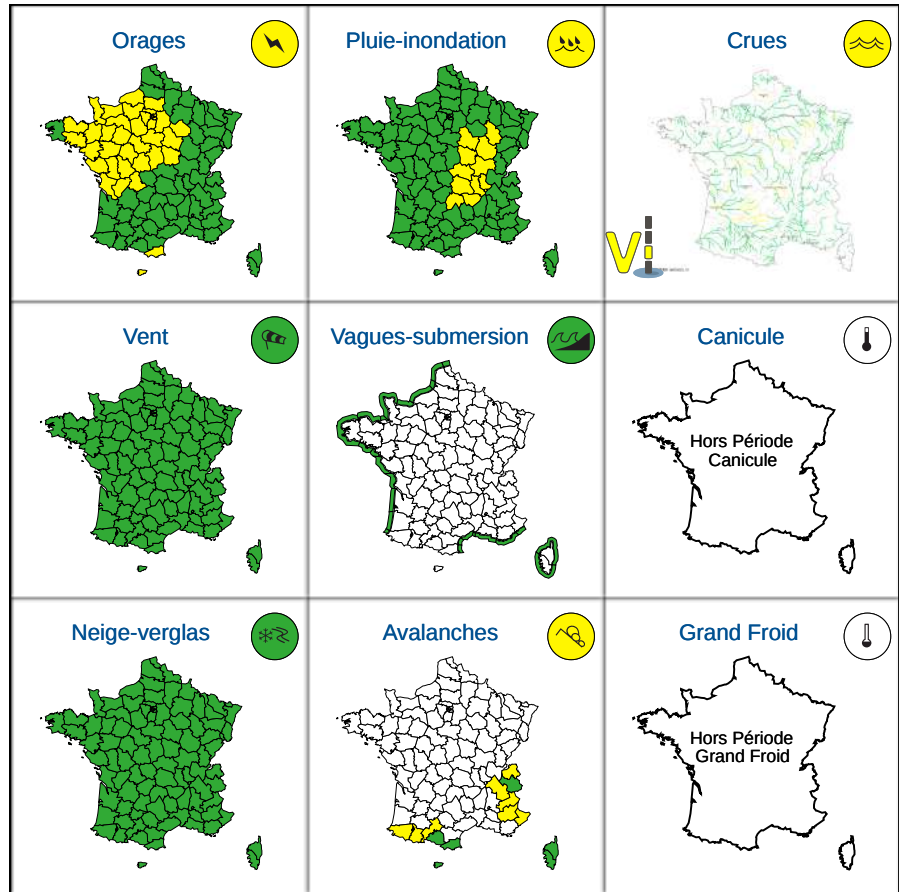 Orages
Pluie-inondation
Crues
Vi
Vent
Vagues-submersion
Canicule
Hors Période
Canicule
Neige-verglas
Avalanches
Grand Froid
Hors Période
Grand Froid